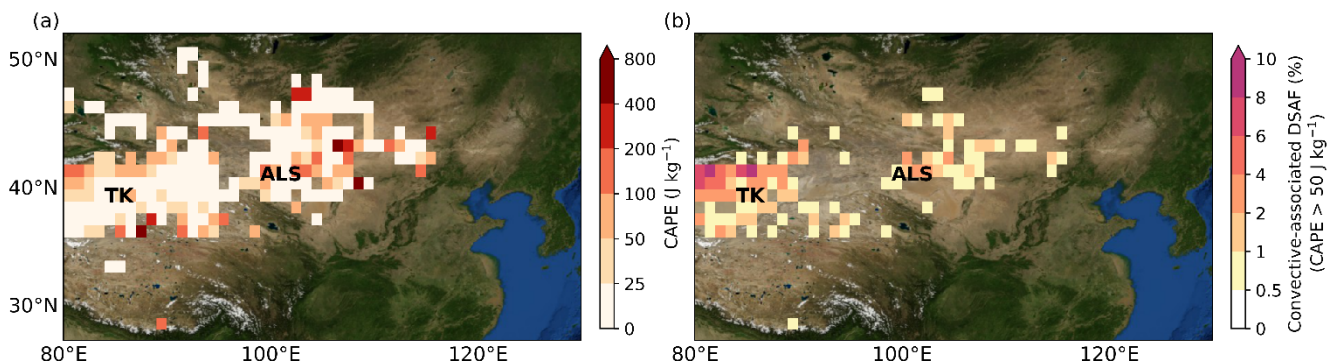 (a)
(b)
50°N
40°N
30°N
80°E
100°E
120°E
TK
ALS
800
400
200
100
50
25
0
CAPE (J kg⁻¹)
80°E
100°E
120°E
TK
ALS
10
8
6
4
2
1
0.5
0
Convective-associated DSAF (%)
(CAPE > 50 J kg⁻¹)